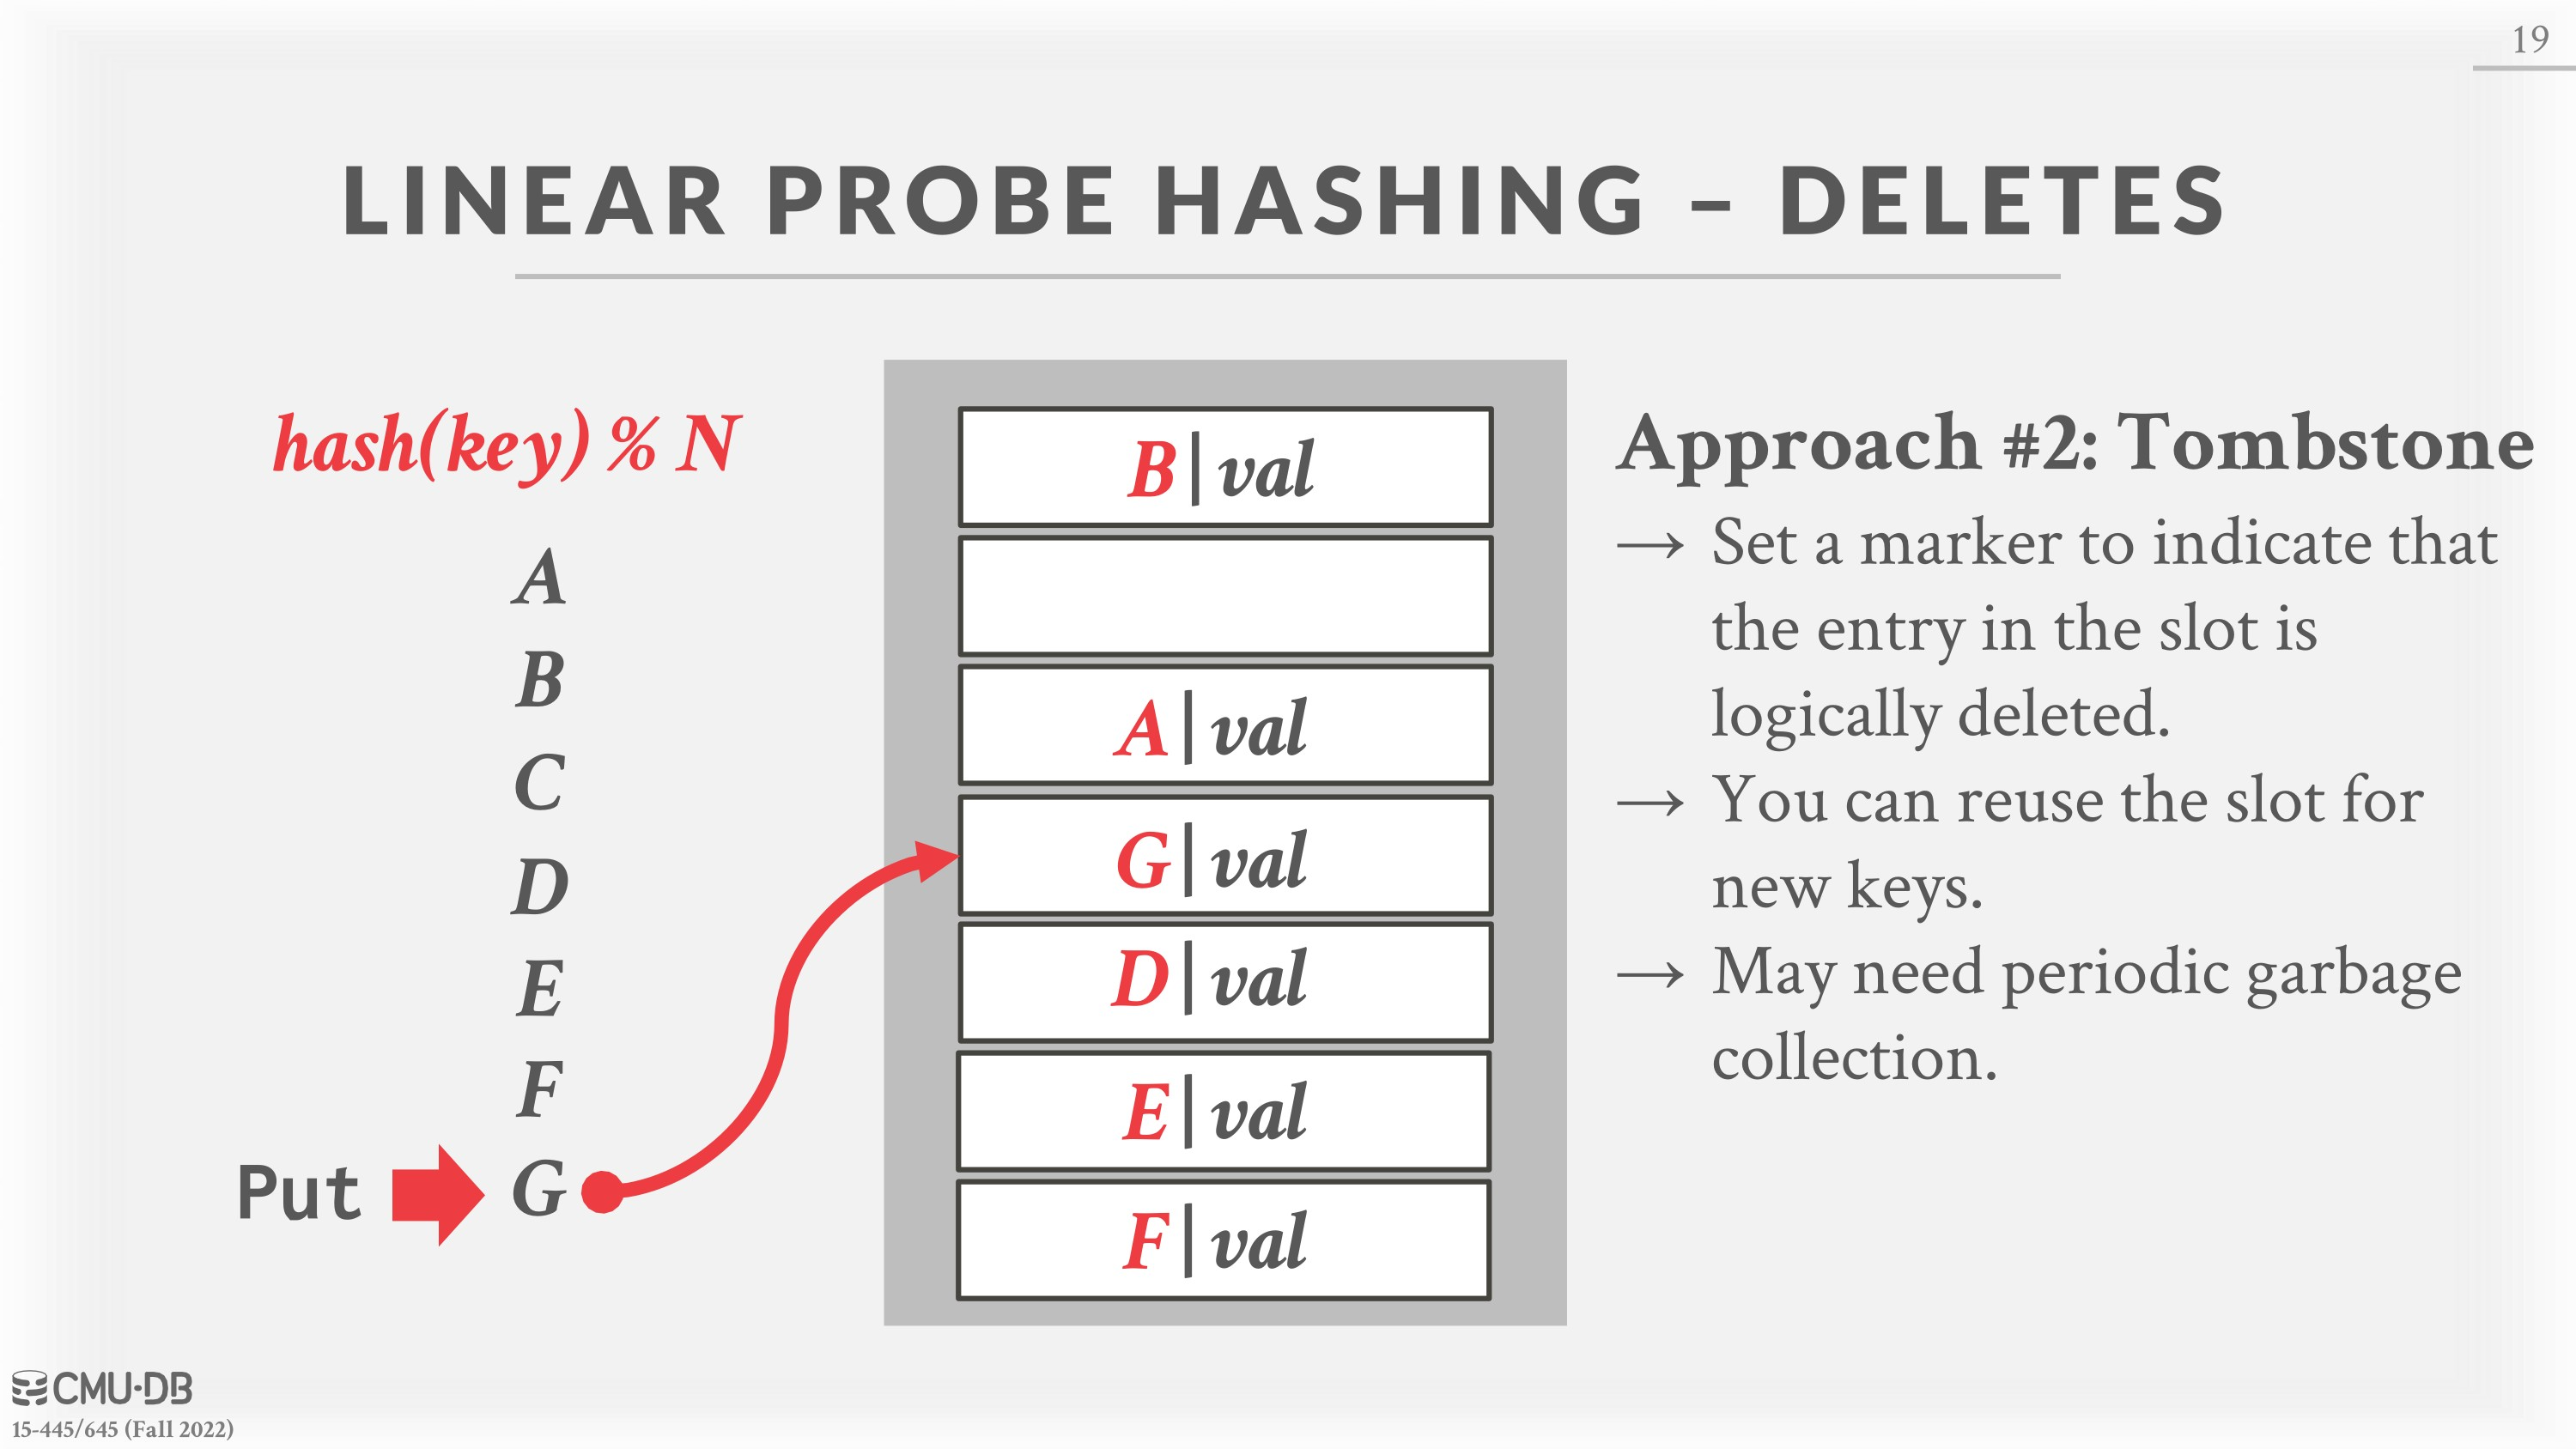 19
LINEAR PROBE HASHING – DELETES
hash(key) % N
A
B
C
D
E
F
Put G
B|val
A|val
G|val
D|val
E|val
F|val
Approach #2: Tombstone
→ Set a marker to indicate that
the entry in the slot is
logically deleted.
→ You can reuse the slot for
new keys.
→ May need periodic garbage
collection.
CMU·DB
15-445/645 (Fall 2022)